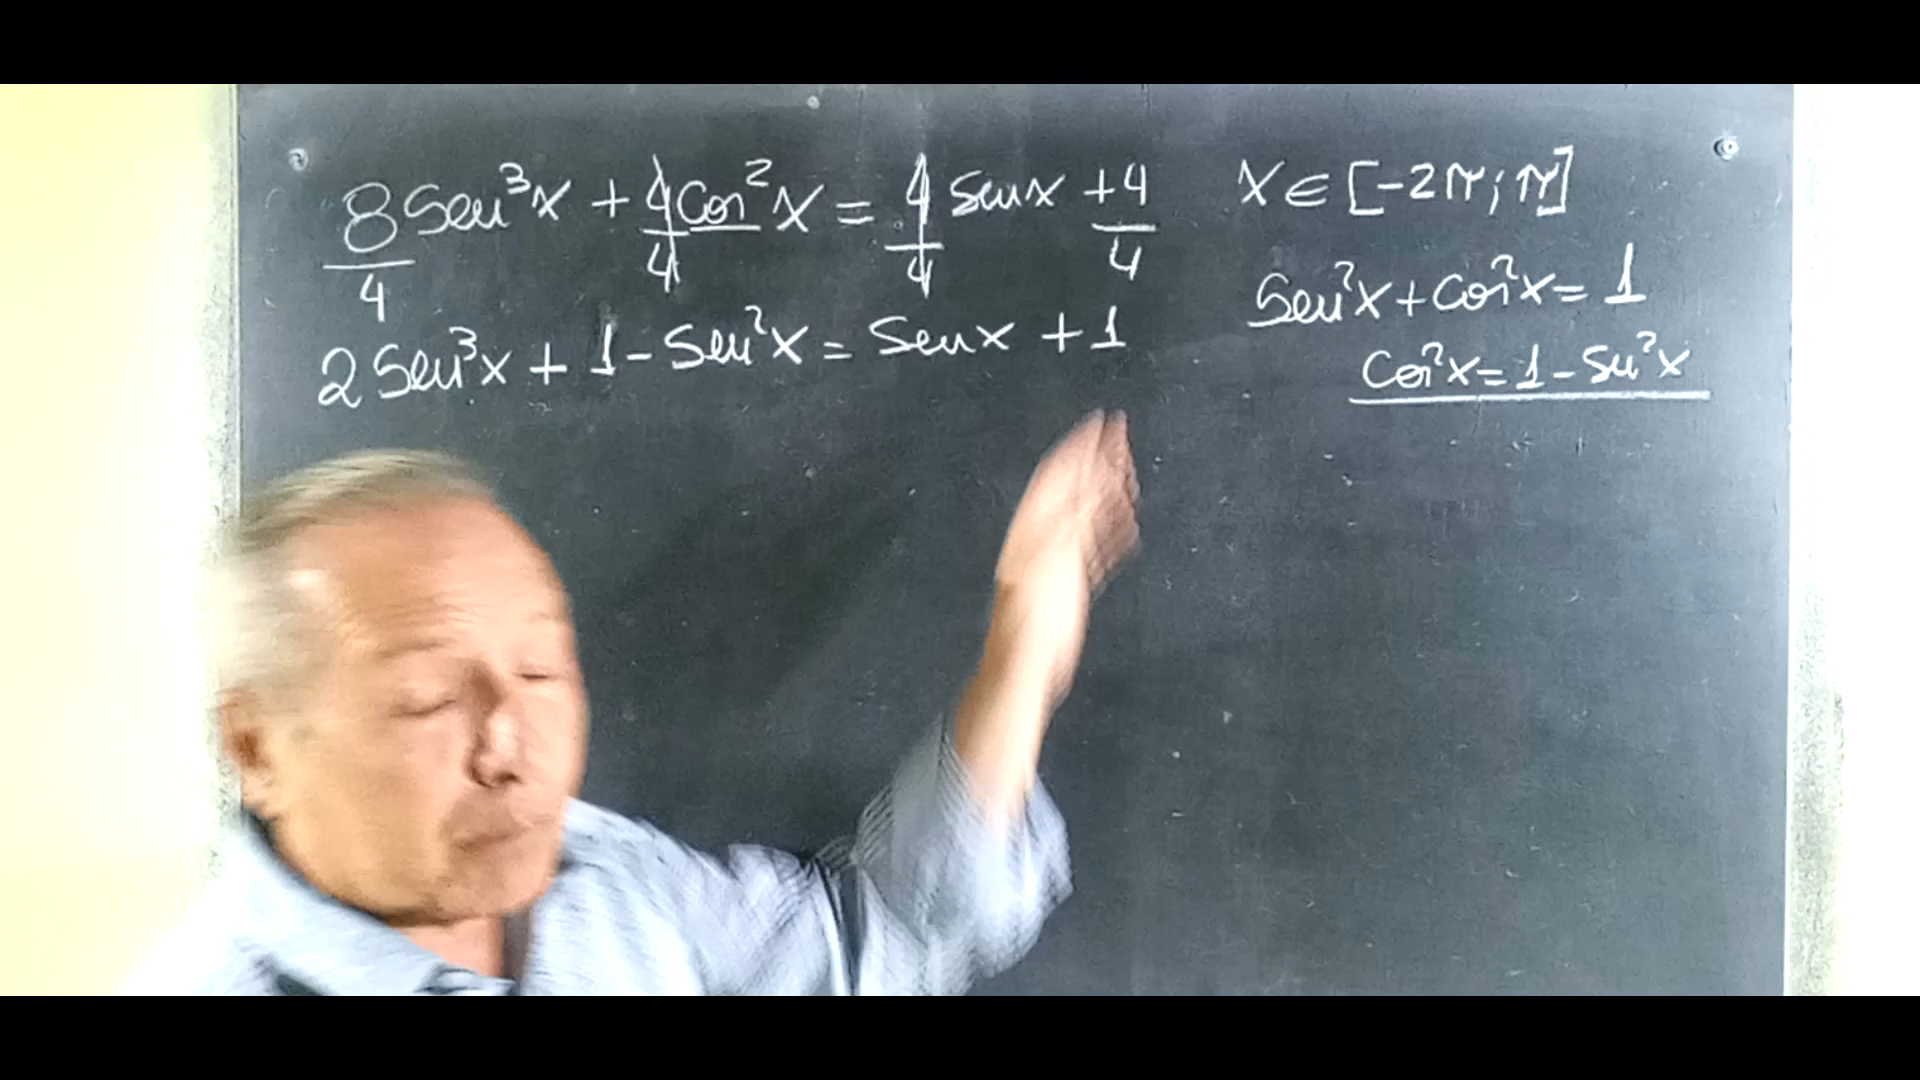 8 Sen³x + 4 Cos²x = 4 senx + 4 x ∈ [-2π; π]
4 4 4 4
Sen²x + Cos²x = 1
2 Sen³x + 1 - Sen²x = Senx + 1
Cos²x = 1 - Sen²x